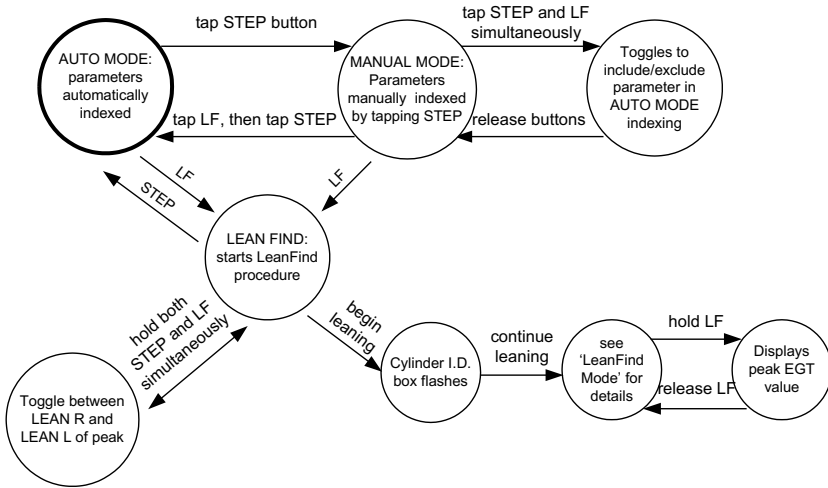 tap STEP button
tap STEP and LF
simultaneously
AUTO MODE:
parameters
automatically
indexed
MANUAL MODE:
Parameters
manually indexed
by tapping STEP
Toggles to
include/exclude
parameter in
AUTO MODE
indexing
tap LF, then tap STEP
release buttons
LF
STEP
LF
LEAN FIND:
starts LeanFind
procedure
hold both
STEP and LF
simultaneously
begin
leaning
Toggle between
LEAN R and
LEAN L of peak
Cylinder I.D.
box flashes
continue
leaning
see
'LeanFind
Mode' for
details
hold LF
release LF
Displays
peak EGT
value